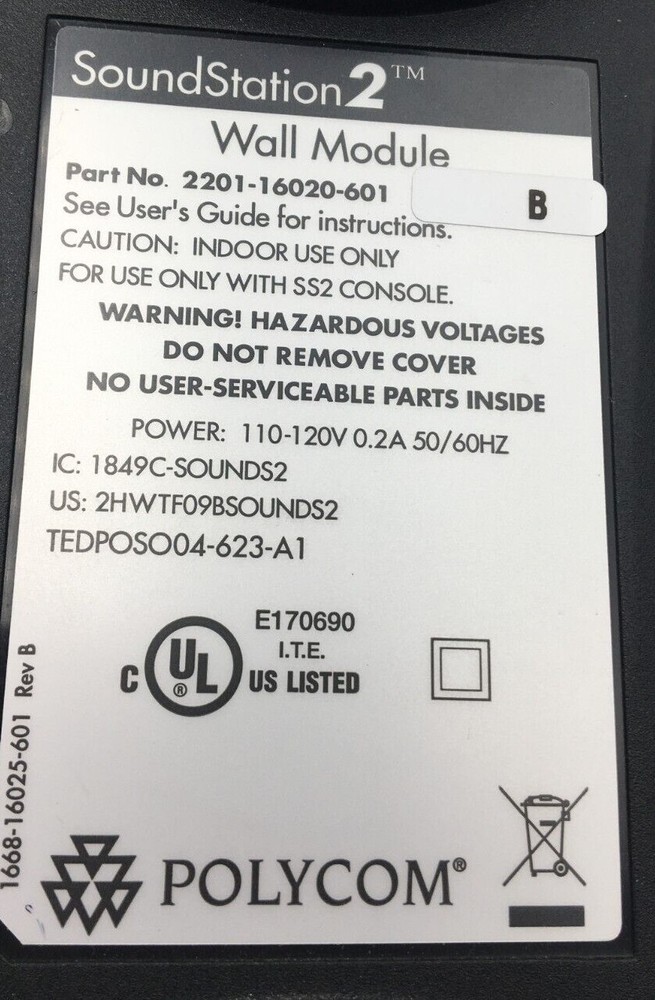 SoundStation2™
Wall Module
Part No. 2201-16020-601
B
See User's Guide for instructions.
CAUTION: INDOOR USE ONLY
FOR USE ONLY WITH SS2 CONSOLE.
WARNING! HAZARDOUS VOLTAGES
DO NOT REMOVE COVER
NO USER-SERVICEABLE PARTS INSIDE
POWER: 110-120V 0.2A 50/60HZ
IC: 1849C-SOUNDS2
US: 2HWTF09BSOUNDS2
TEDPOSO04-623-A1
E170690
I.T.E.
C UL® US LISTED
1668-16025-601 Rev B
POLYCOM®